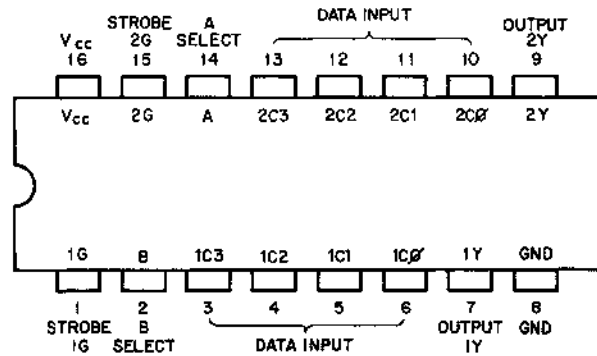 STROBE A DATA INPUT OUTPUT
Vcc 2G SELECT 2Y
16 15 14 13 12 11 10 9
Vcc 2G A 2C3 2C2 2C1 2C0 2Y
1G B 1C3 1C2 1C1 1C0 1Y GND
1 2 3 4 5 6 7 8
STROBE B OUTPUT GND
1G SELECT DATA INPUT 1Y